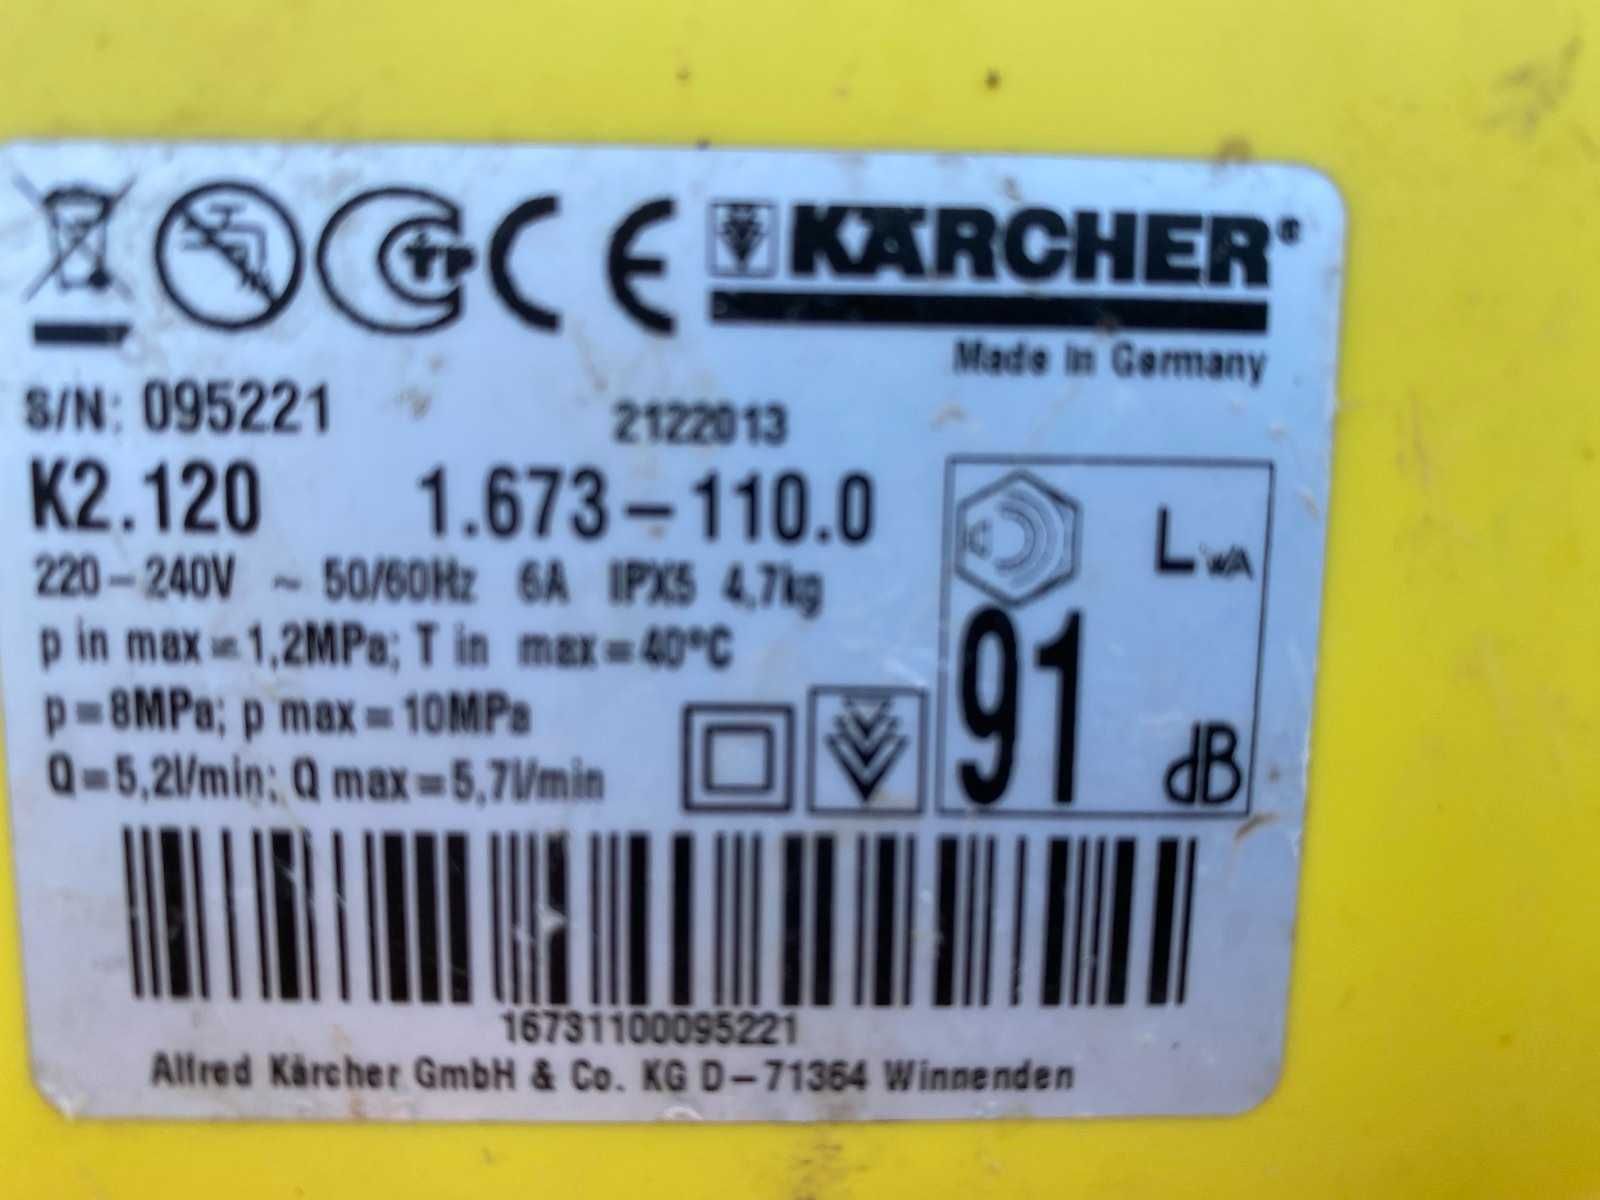 KÄRCHER®
Made in Germany
S/N: 095221 2122013
K2.120 1.673-110.0
220-240V ~ 50/60Hz 6A IPX5 4,7kg
p in max=1,2MPa; T in max=40°C
p=8MPa; p max=10MPa
Q=5,2l/min; Q max=5,7l/min
LWA
91
dB
16731100095221
Alfred Kärcher GmbH & Co. KG D-71364 Winnenden